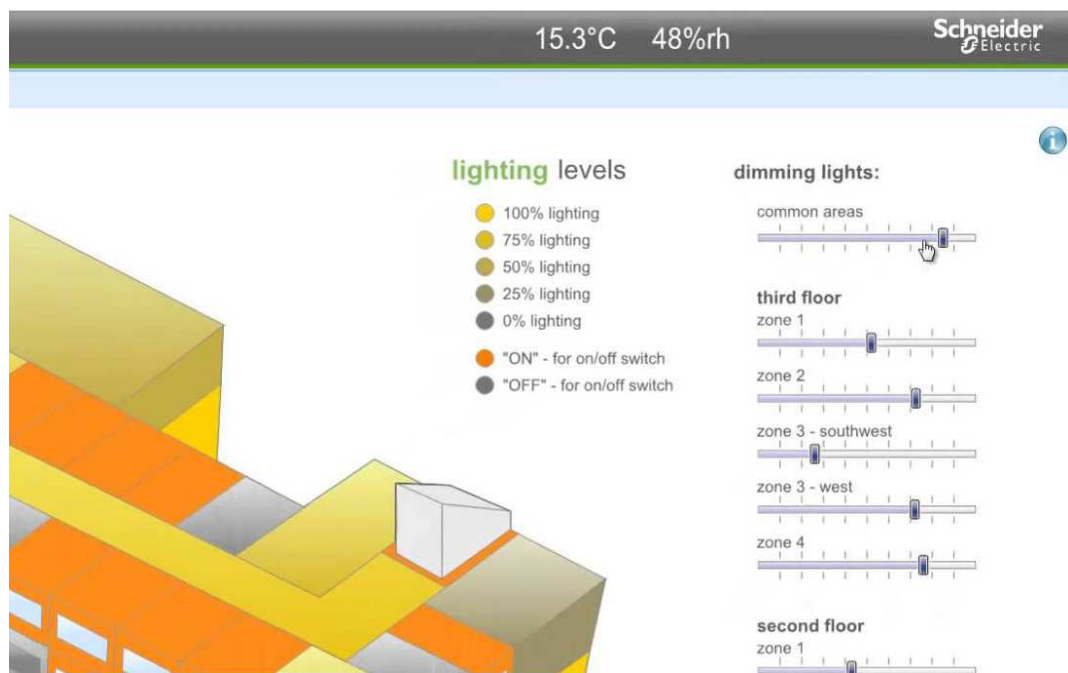 15.3°C 48%rh
Schneider
Electric
lighting levels
100% lighting
75% lighting
50% lighting
25% lighting
0% lighting
"ON" - for on/off switch
"OFF" - for on/off switch
dimming lights:
common areas
third floor
zone 1
zone 2
zone 3 - southwest
zone 3 - west
zone 4
second floor
zone 1